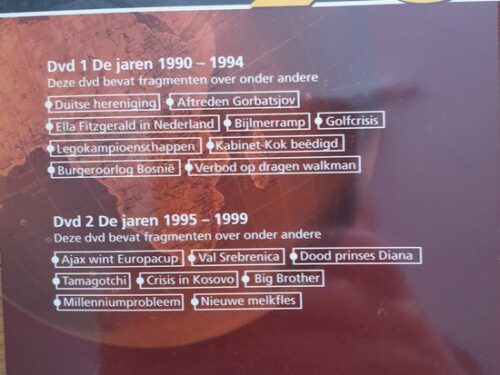 Dvd 1 De jaren 1990 – 1994
Deze dvd bevat fragmenten over onder andere
Duitse hereniging Aftreden Gorbatsjov
Ella Fitzgerald in Nederland Bijlmerramp Golfcrisis
Legokampioenschappen Kabinet-Kok beëdigd
Burgeroorlog Bosnië Verbod op dragen walkman
Dvd 2 De jaren 1995 – 1999
Deze dvd bevat fragmenten over onder andere
Ajax wint Europacup Val Srebrenica Dood prinses Diana
Tamagotchi Crisis in Kosovo Big Brother
Millenniumprobleem Nieuwe melkfles